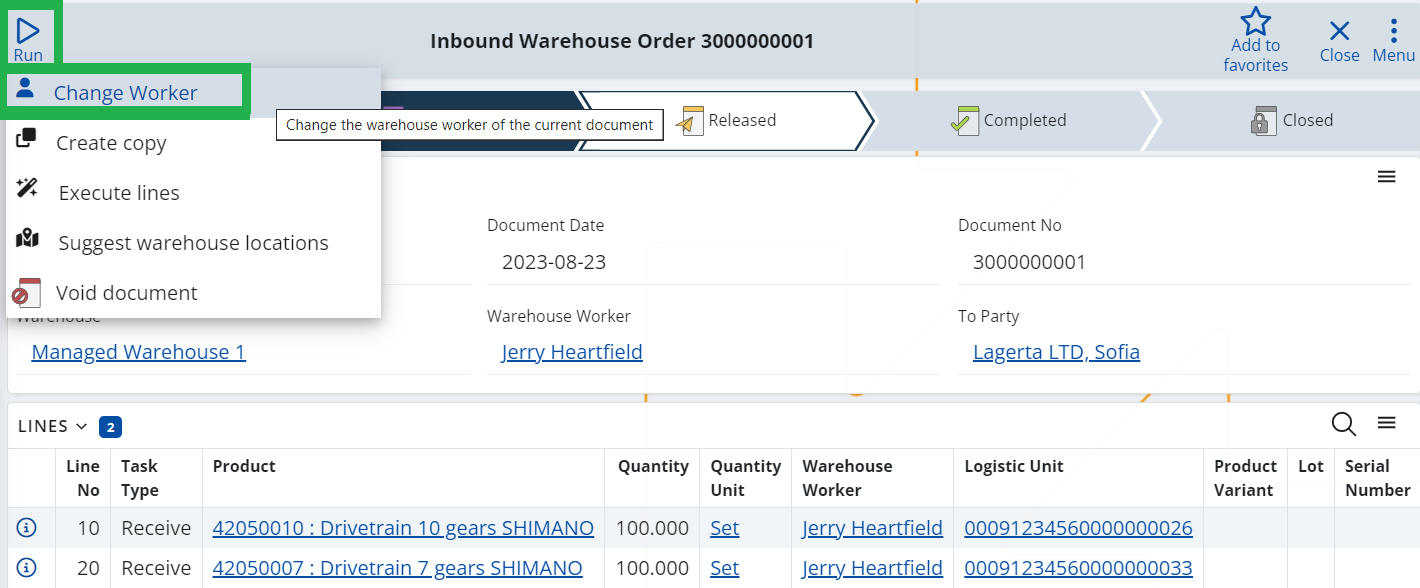 Run
Inbound Warehouse Order 3000000001
Add to
favorites
Close
Menu
Change Worker
Change the warehouse worker of the current document
Released
Completed
Closed
Create copy
Execute lines
Suggest warehouse locations
Void document
Document Date
Document No
2023-08-23
3000000001
Warehouse
Warehouse Worker
To Party
Managed Warehouse 1
Jerry Heartfield
Lagerta LTD, Sofia
LINES 2
Line No Task Type Product Quantity Quantity Unit Warehouse Worker Logistic Unit Product Variant Lot Serial Number
10 Receive 42050010 : Drivetrain 10 gears SHIMANO 100.000 Set Jerry Heartfield 00091234560000000026
20 Receive 42050007 : Drivetrain 7 gears SHIMANO 100.000 Set Jerry Heartfield 00091234560000000033